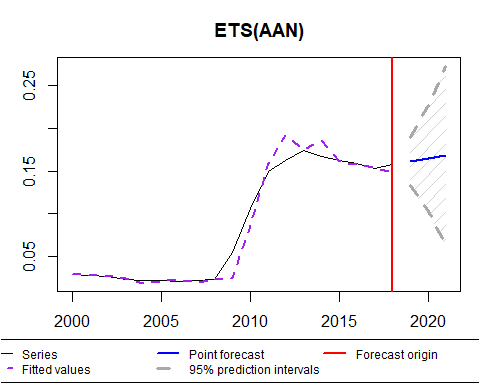 ETS(AAN)
0.25
0.15
0.05
2000 2005 2010 2015 2020
Series Point forecast Forecast origin
Fitted values 95% prediction intervals